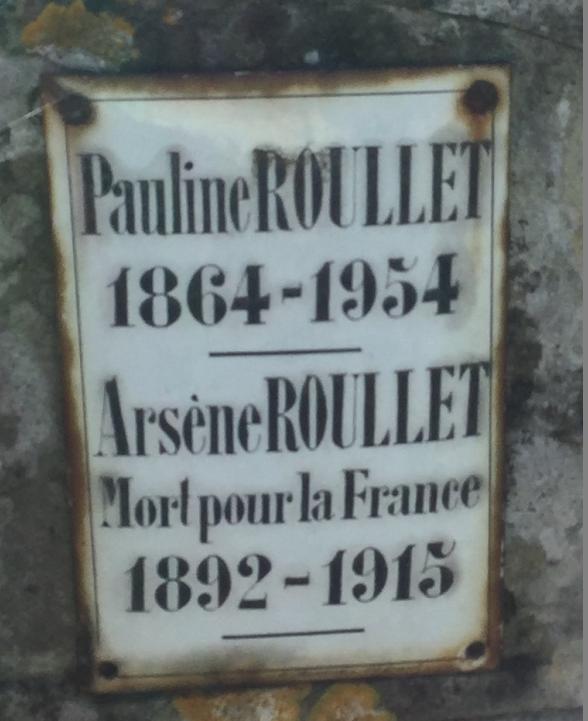 Pauline ROULLET
1864-1954
Arsène ROULLET
Mort pour la France
1892-1915